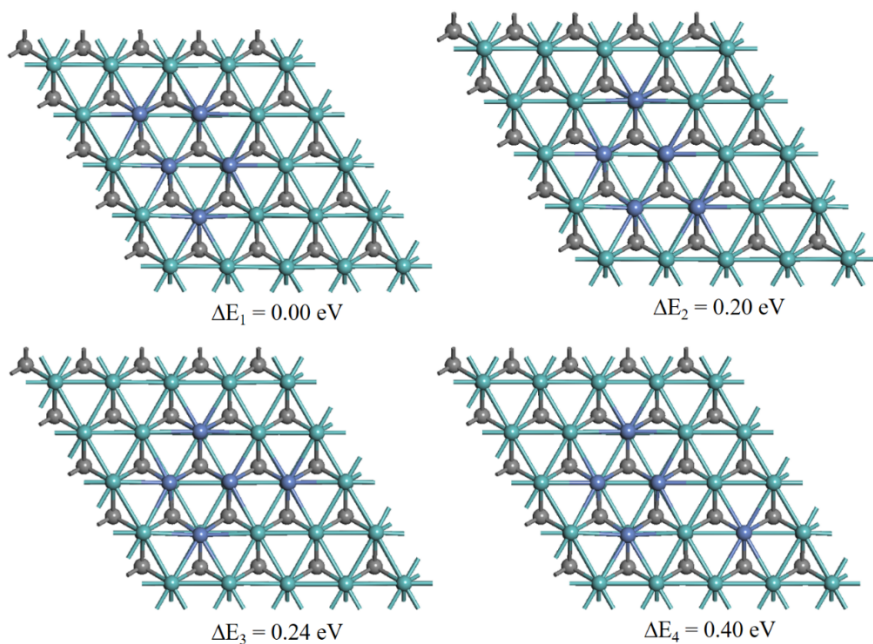 ΔE₁ = 0.00 eV
ΔE₂ = 0.20 eV
ΔE₃ = 0.24 eV
ΔE₄ = 0.40 eV